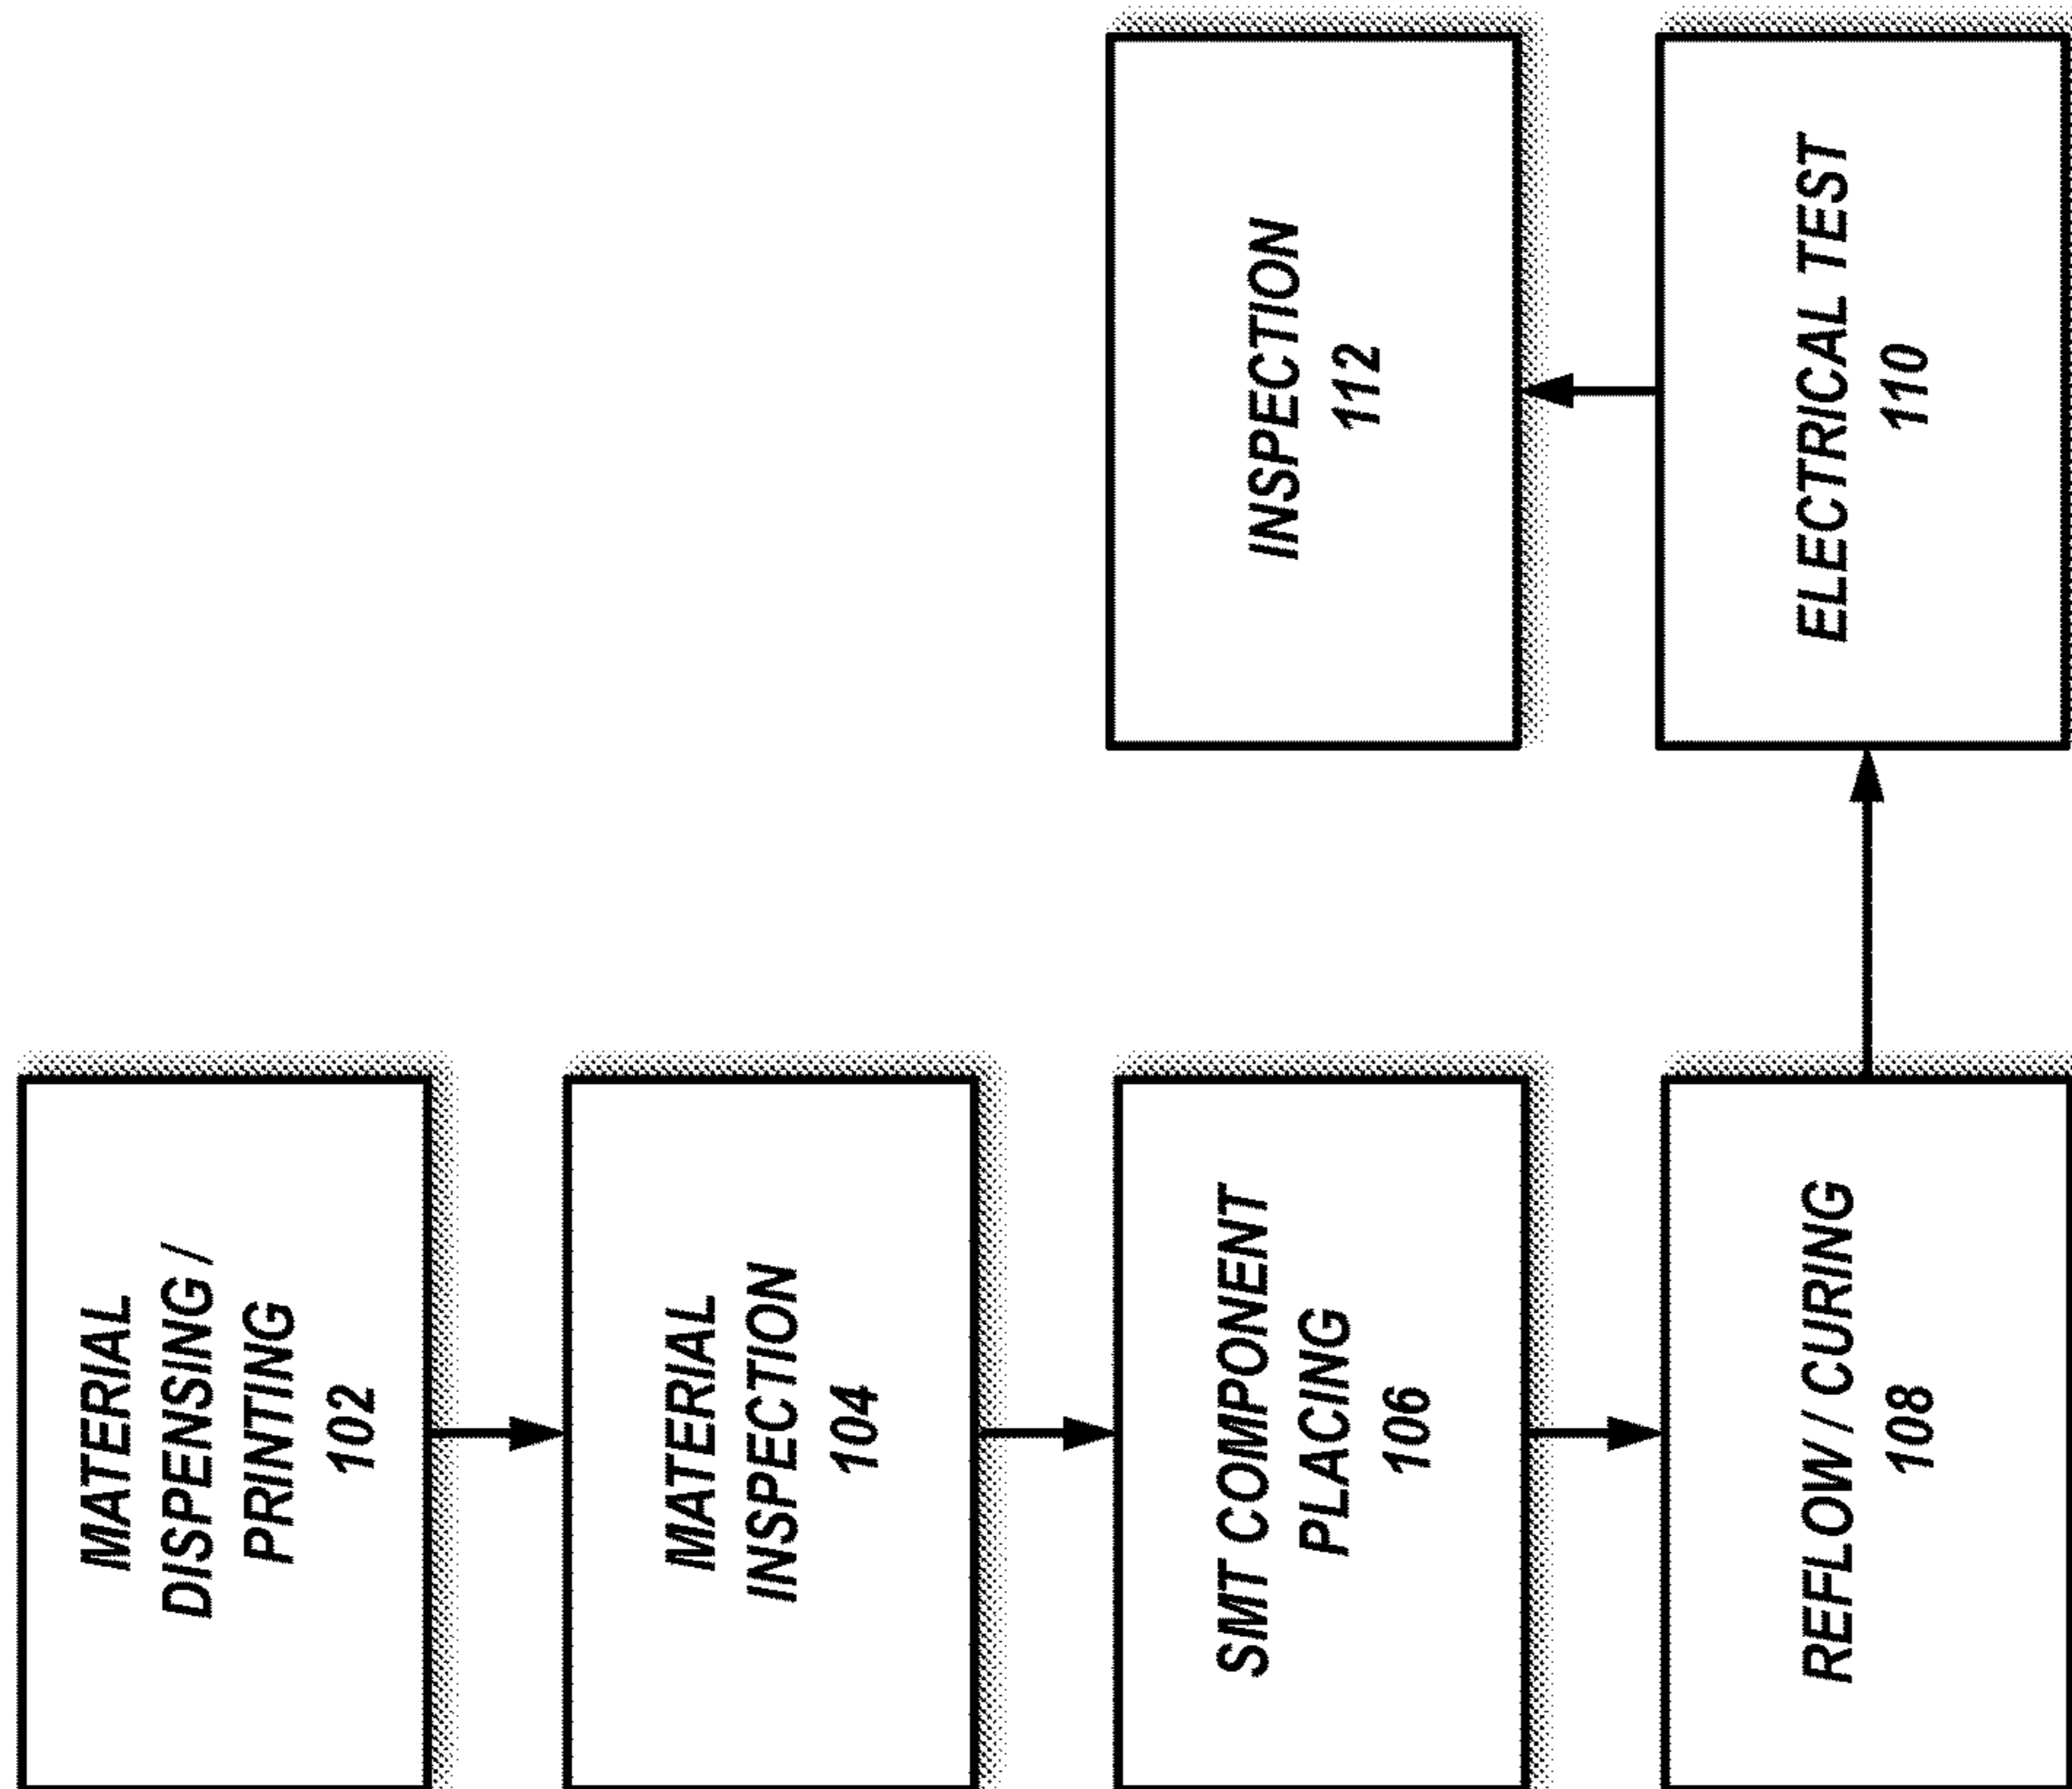 MATERIAL
DISPENSING /
PRINTING
102
MATERIAL
INSPECTION
104
SMT COMPONENT
PLACING
106
REFLOW / CURING
108
ELECTRICAL TEST
110
INSPECTION
112